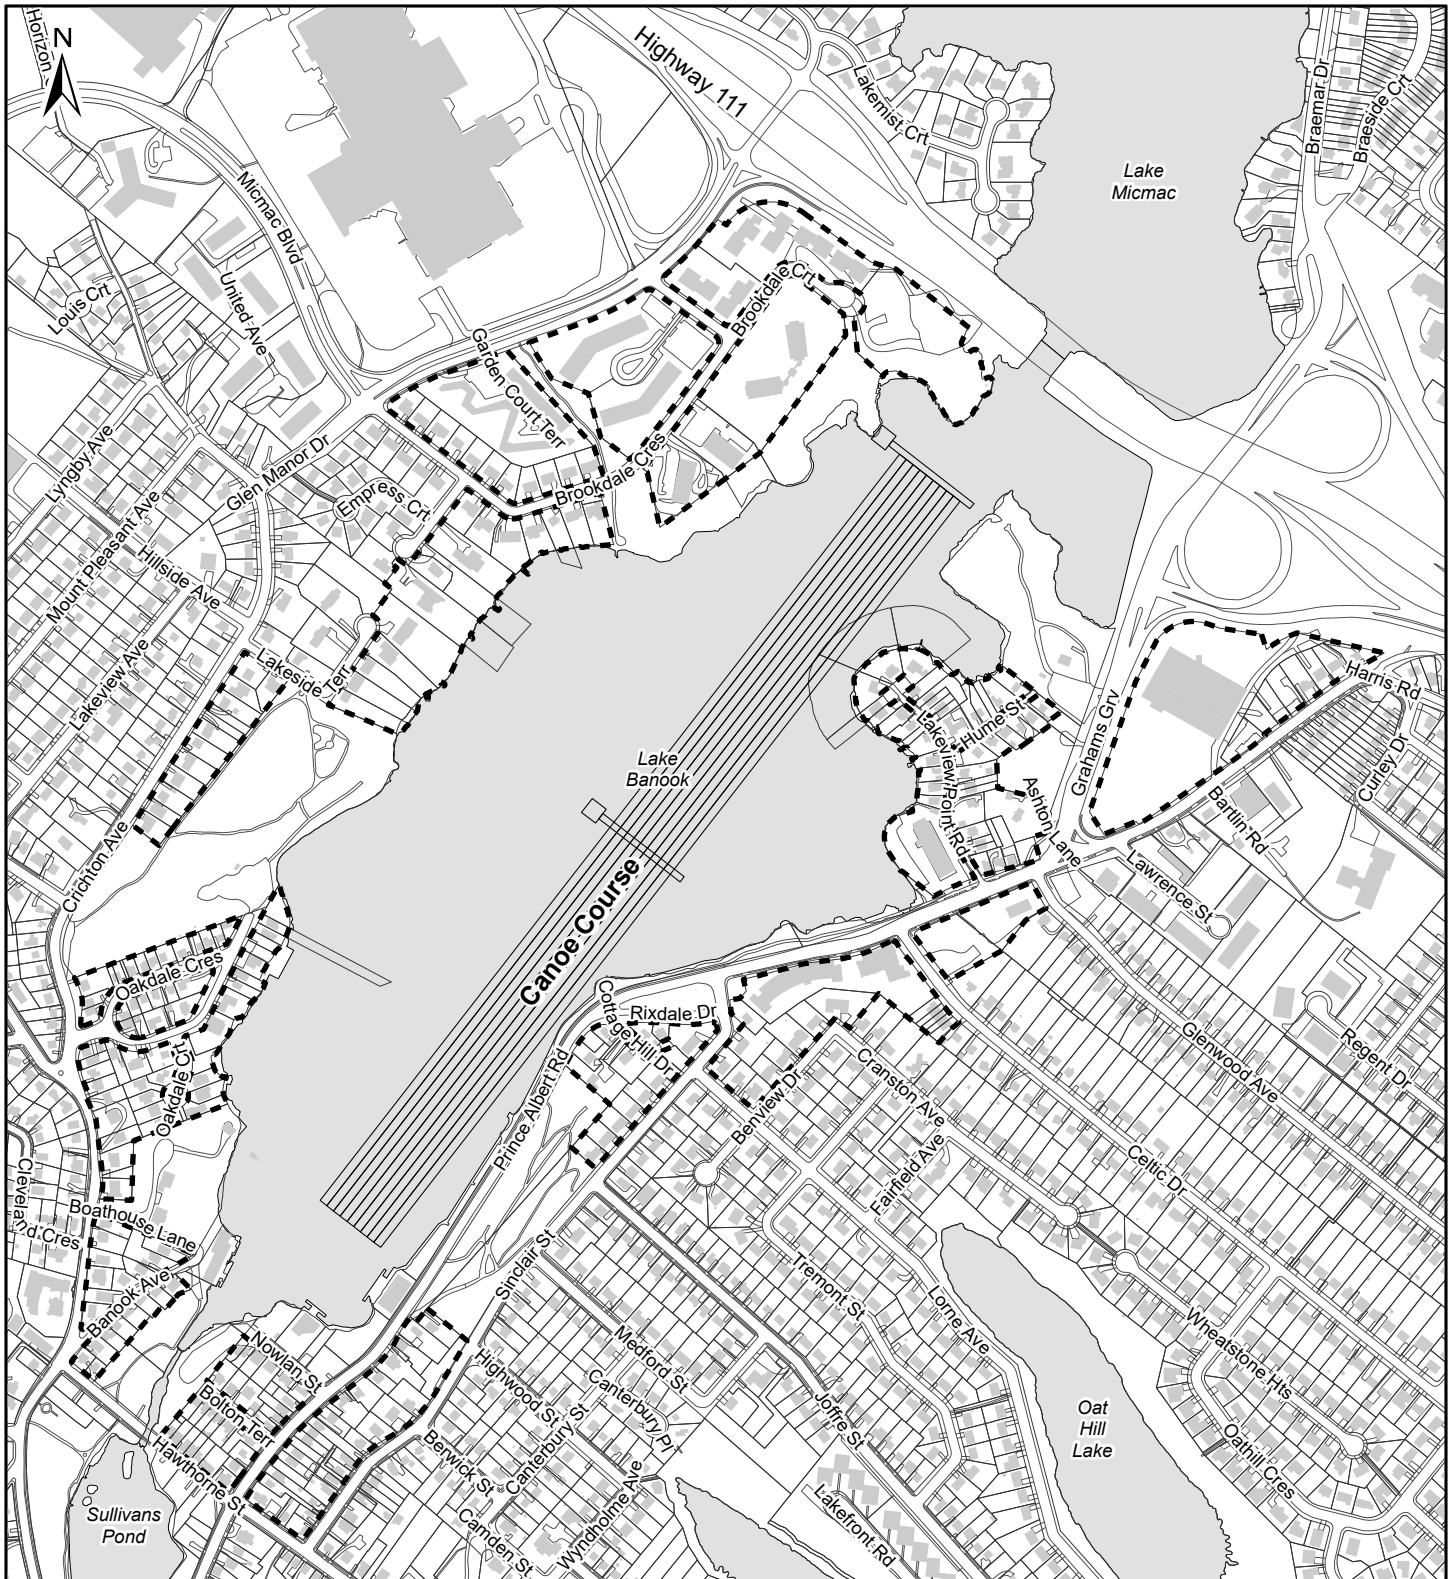 Horizon
N
Highway 111
Lakemist Crt
Braemar Dr
Braeside Crt
Lake
Micmac
Micmac Blvd
Louis Crt
United Ave
Brookdale Crt
Garden Court Terr
Lyngby Ave
Glen Manor Dr
Brookdale Cres
Empress Crt
Mount Pleasant Ave
Hillside Ave
Lakeview Ave
Lakeside Terr
Harris Rd
Grahams Grv
Hume St
Lakeview Point Rd
Curley Dr
Lake
Banook
Ashton Lane
Bartlin Rd
Crichton Ave
Lawrence St
Canoe Course
Oakdale Cres
Cottage Hill Dr
Rixdale Dr
Glenwood Ave
Regent Dr
Oakdale Crt
Prince Albert Rd
Benview Dr
Cranston Ave
Fairfield Ave
Celtic Dr
Cleveland Cres
Boathouse Lane
Banook Ave
Sinclair St
Tremont St
Lorne Ave
Wheatstone Hts
Nowlan St
Medford St
Highwood St
Canterbury Pl
Canterbury St
Joffre St
Oat
Hill
Lake
Bolton Terr
Hawthorne St
Berwick St
Oathill Cres
Sullivans
Pond
Camden St
Wyndholme Ave
Lakefront Rd